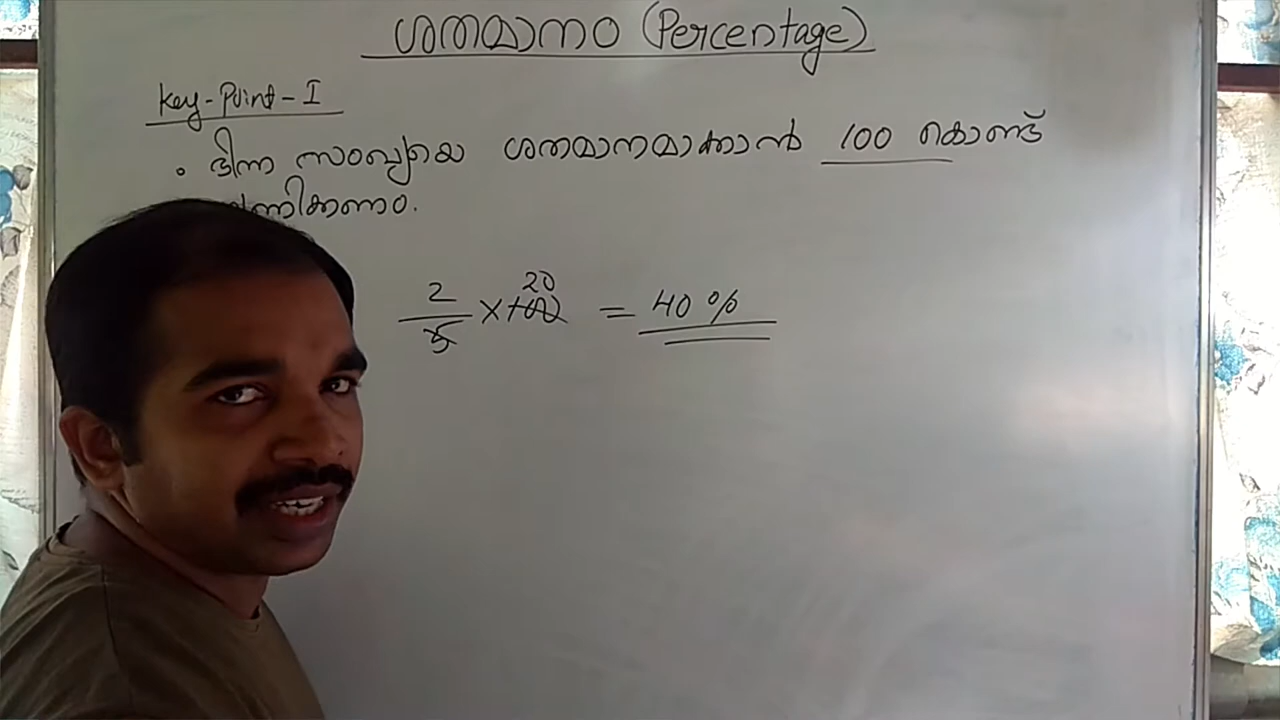 ശതമാനം (Percentage)
Key-Point-I
• ഭിന്ന സംഖ്യയെ ശതമാനമാക്കാൻ 100 കൊണ്ട്
2/5 × 100 20 = 40 %